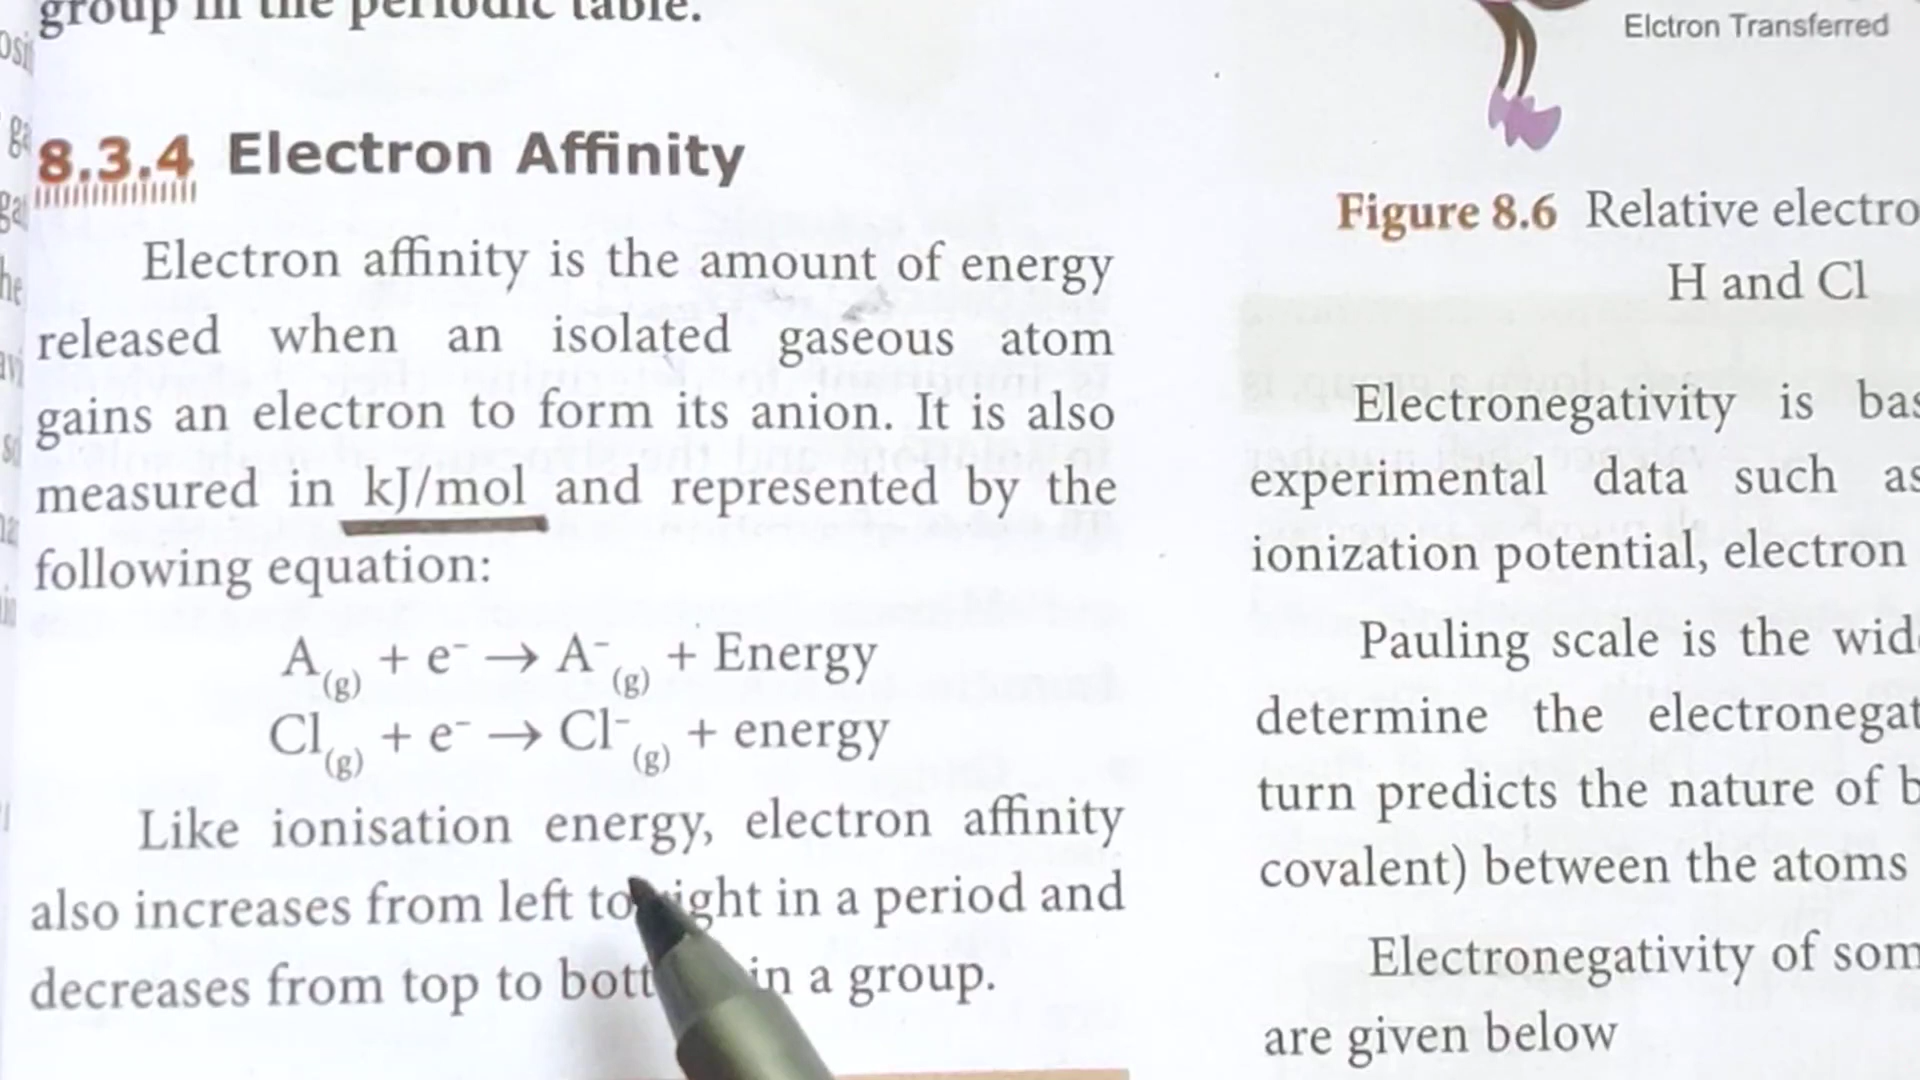 group in the periodic table.
8.3.4 Electron Affinity
Electron affinity is the amount of energy
released when an isolated gaseous atom
gains an electron to form its anion. It is also
measured in kJ/mol and represented by the
following equation:
A(g) + e⁻ → A⁻(g) + Energy
Cl(g) + e⁻ → Cl⁻(g) + energy
Like ionisation energy, electron affinity
also increases from left to ight in a period and
decreases from top to bott in a group.
Elctron Transferred
Figure 8.6 Relative electro
H and Cl
Electronegativity is bas
experimental data such as
ionization potential, electron
Pauling scale is the wid
determine the electronegat
turn predicts the nature of b
covalent) between the atoms
Electronegativity of som
are given below